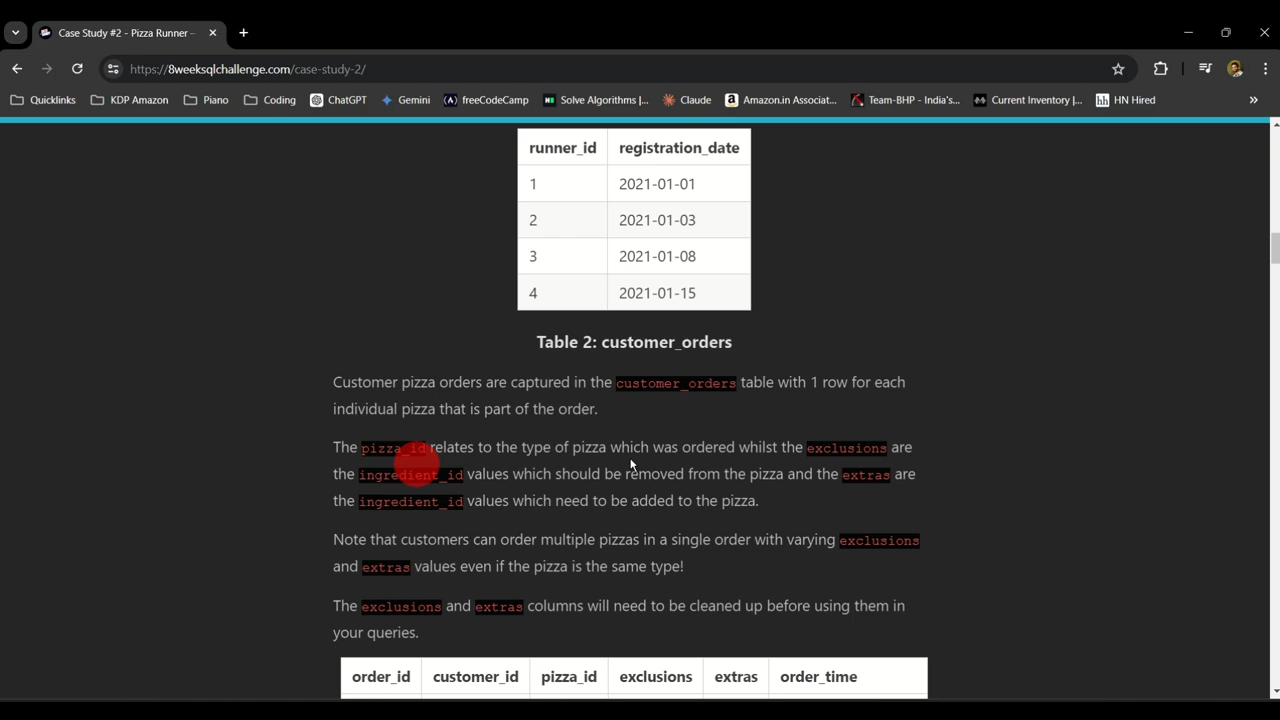 Case Study #2 - Pizza Runner –
https://8weeksqlchallenge.com/case-study-2/
Quicklinks KDP Amazon Piano Coding ChatGPT Gemini freeCodeCamp Solve Algorithms |... Claude Amazon.in Associat... Team-BHP - India's... Current Inventory |... HN Hired
runner_id registration_date
1 2021-01-01
2 2021-01-03
3 2021-01-08
4 2021-01-15
Table 2: customer_orders
Customer pizza orders are captured in the customer_orders table with 1 row for each
individual pizza that is part of the order.
The pizza_id relates to the type of pizza which was ordered whilst the exclusions are
the ingredient_id values which should be removed from the pizza and the extras are
the ingredient_id values which need to be added to the pizza.
Note that customers can order multiple pizzas in a single order with varying exclusions
and extras values even if the pizza is the same type!
The exclusions and extras columns will need to be cleaned up before using them in
your queries.
order_id customer_id pizza_id exclusions extras order_time